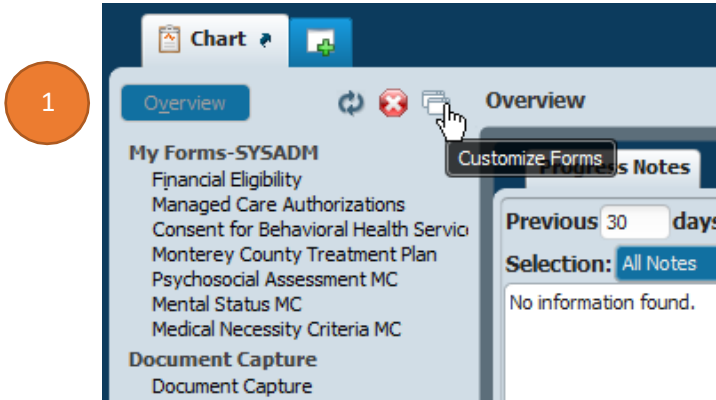 Chart
1
Overview
Overview
Customize Forms
My Forms-SYSADM
Progress Notes
Financial Eligibility
Managed Care Authorizations
Consent for Behavioral Health Servic
Previous 30 days
Monterey County Treatment Plan
Selection: All Notes
Psychosocial Assessment MC
Mental Status MC
No information found.
Medical Necessity Criteria MC
Document Capture
Document Capture